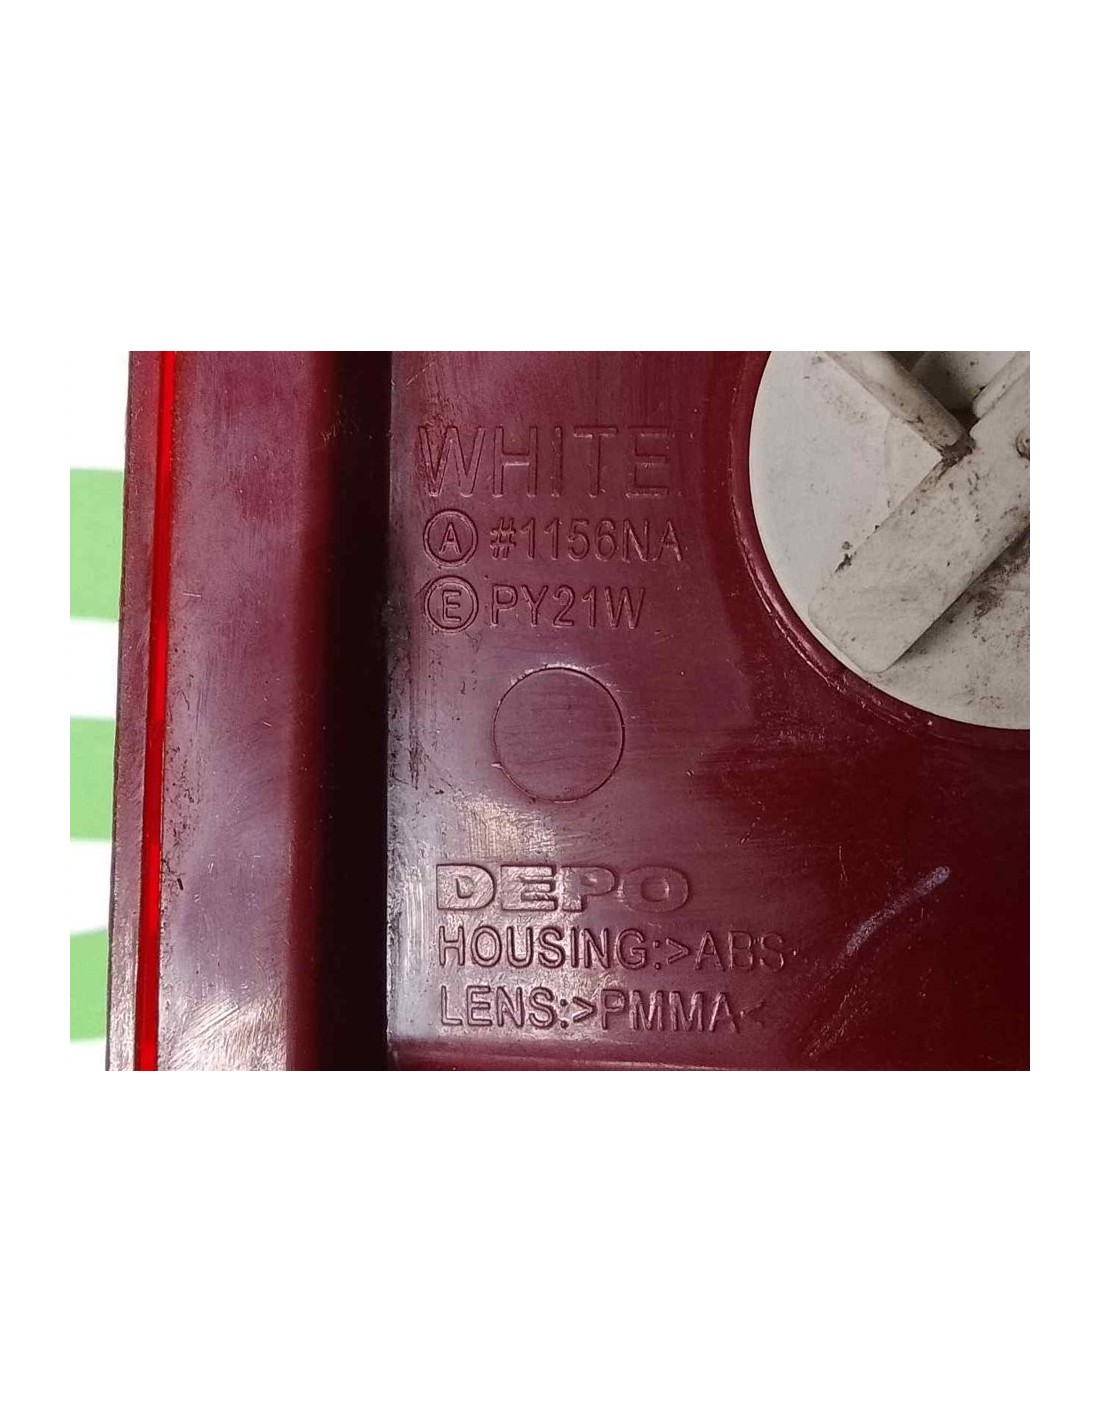 WHITE
Ⓐ #1156NA
Ⓔ PY21W
DEPO
HOUSING:>ABS<
LENS:>PMMA<